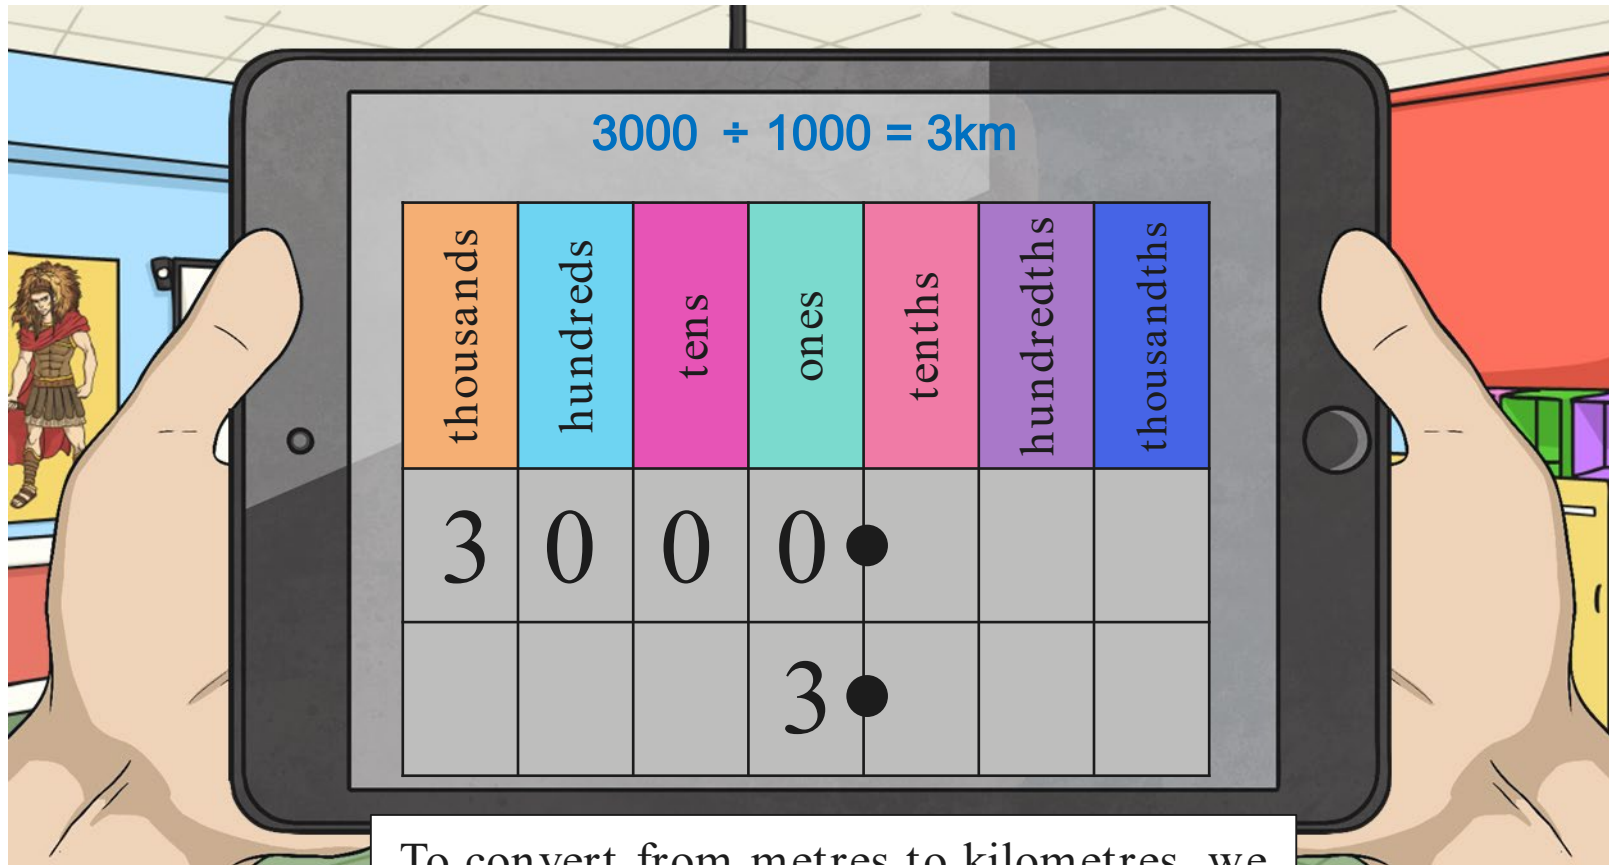 3000 ÷ 1000 = 3km
thousands hundreds tens ones tenths hundredths thousandths
3 0 0 0 •
3 •
To convert from metres to kilometres, we